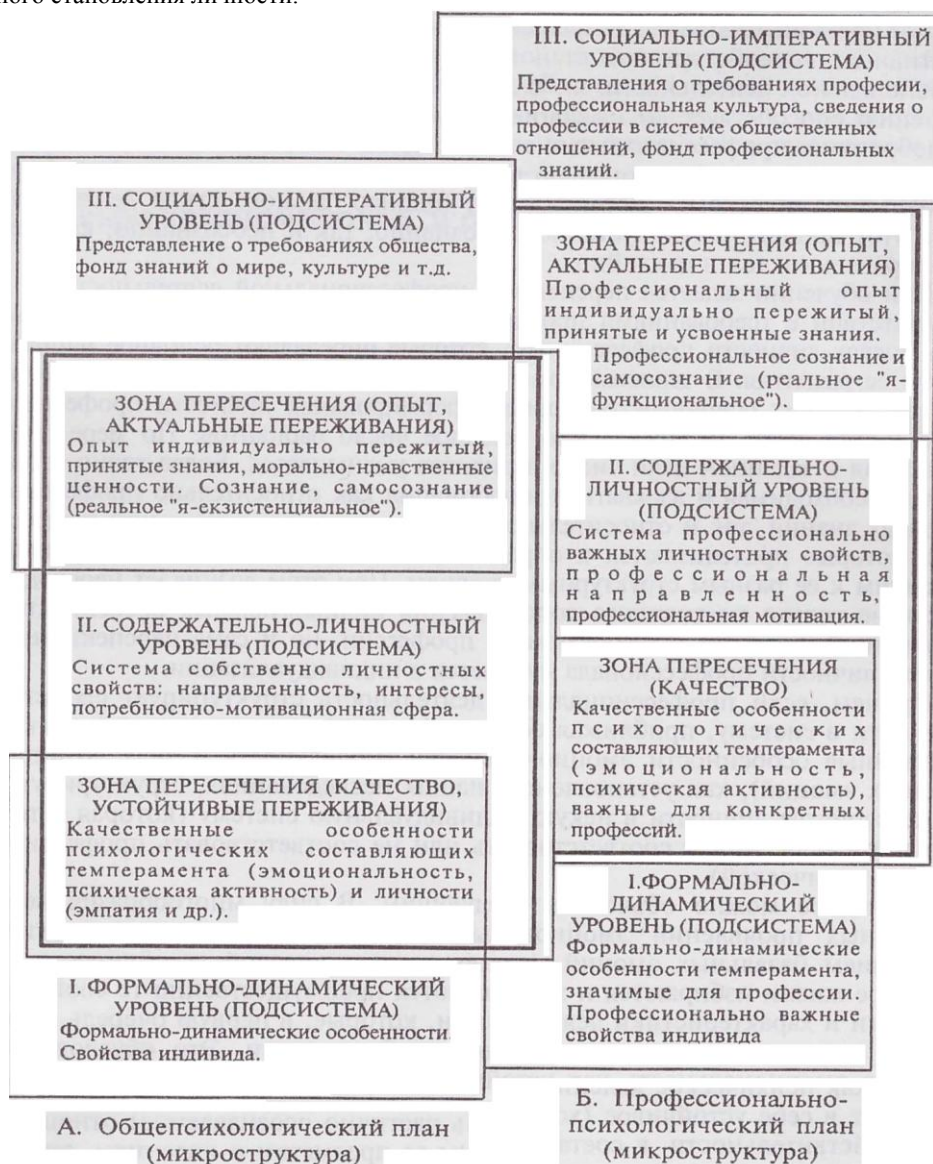 ного становления личности.
III. СОЦИАЛЬНО-ИМПЕРАТИВНЫЙ
УРОВЕНЬ (ПОДСИСТЕМА)
Представление о требованиях общества,
фонд знаний о мире, культуре и т.д.
ЗОНА ПЕРЕСЕЧЕНИЯ (ОПЫТ,
АКТУАЛЬНЫЕ ПЕРЕЖИВАНИЯ)
Опыт индивидуально пережитый,
принятые знания, морально-нравственные
ценности. Сознание, самосознание
(реальное "я-екзистенциальное").
II. СОДЕРЖАТЕЛЬНО-ЛИЧНОСТНЫЙ
УРОВЕНЬ (ПОДСИСТЕМА)
Система собственно личностных
свойств: направленность, интересы,
потребностно-мотивационная сфера.
ЗОНА ПЕРЕСЕЧЕНИЯ (КАЧЕСТВО,
УСТОЙЧИВЫЕ ПЕРЕЖИВАНИЯ)
Качественные особенности
психологических составляющих
темперамента (эмоциональность,
психическая активность) и личности
(эмпатия и др.).
I. ФОРМАЛЬНО-ДИНАМИЧЕСКИЙ
УРОВЕНЬ (ПОДСИСТЕМА)
Формально-динамические особенности
Свойства индивида.
А. Общепсихологический план
(микроструктура)
III. СОЦИАЛЬНО-ИМПЕРАТИВНЫЙ
УРОВЕНЬ (ПОДСИСТЕМА)
Представления о требованиях професии,
профессиональная культура, сведения о
профессии в системе общественных
отношений, фонд профессиональных
знаний.
ЗОНА ПЕРЕСЕЧЕНИЯ (ОПЫТ,
АКТУАЛЬНЫЕ ПЕРЕЖИВАНИЯ)
Профессиональный опыт
индивидуально пережитый,
принятые и усвоенные знания.
Профессиональное сознание и
самосознание (реальное "я-
функциональное").
II. СОДЕРЖАТЕЛЬНО-
ЛИЧНОСТНЫЙ УРОВЕНЬ
(ПОДСИСТЕМА)
Система профессионально
важных личностных свойств,
профессиональная
направленность,
профессиональная мотивация.
ЗОНА ПЕРЕСЕЧЕНИЯ
(КАЧЕСТВО)
Качественные особенности
психологических
составляющих темперамента
(эмоциональность,
психическая активность),
важные для конкретных
профессий.
I.ФОРМАЛЬНО-
ДИНАМИЧЕСКИЙ
УРОВЕНЬ (ПОДСИСТЕМА)
Формально-динамические
особенности темперамента,
значимые для профессии.
Профессионально важные
свойства индивида
Б. Профессионально-
психологический план
(микроструктура)